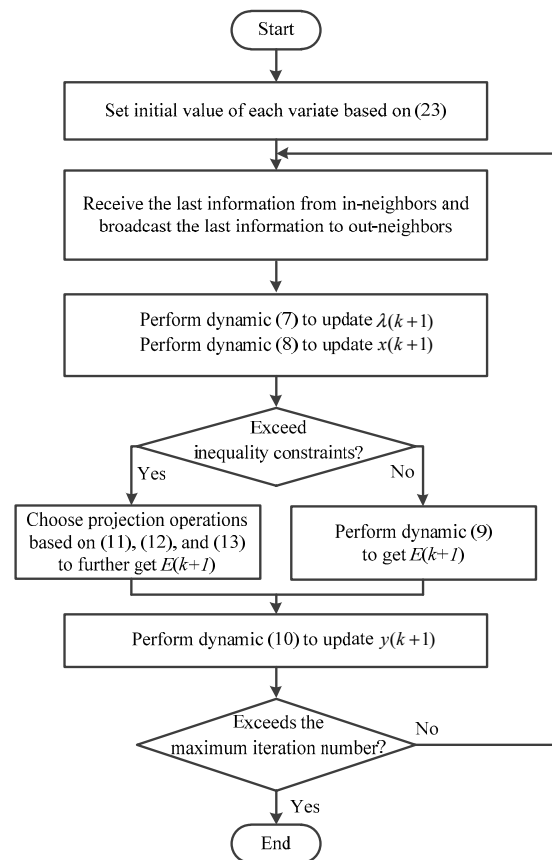 Start
Set initial value of each variate based on (23)
Receive the last information from in-neighbors and
broadcast the last information to out-neighbors
Perform dynamic (7) to update λ(k+1)
Perform dynamic (8) to update x(k+1)
Exceed
inequality constraints?
Yes
No
Choose projection operations
based on (11), (12), and (13)
to further get E(k+1)
Perform dynamic (9)
to get E(k+1)
Perform dynamic (10) to update y(k+1)
Exceeds the
maximum iteration number?
No
Yes
End